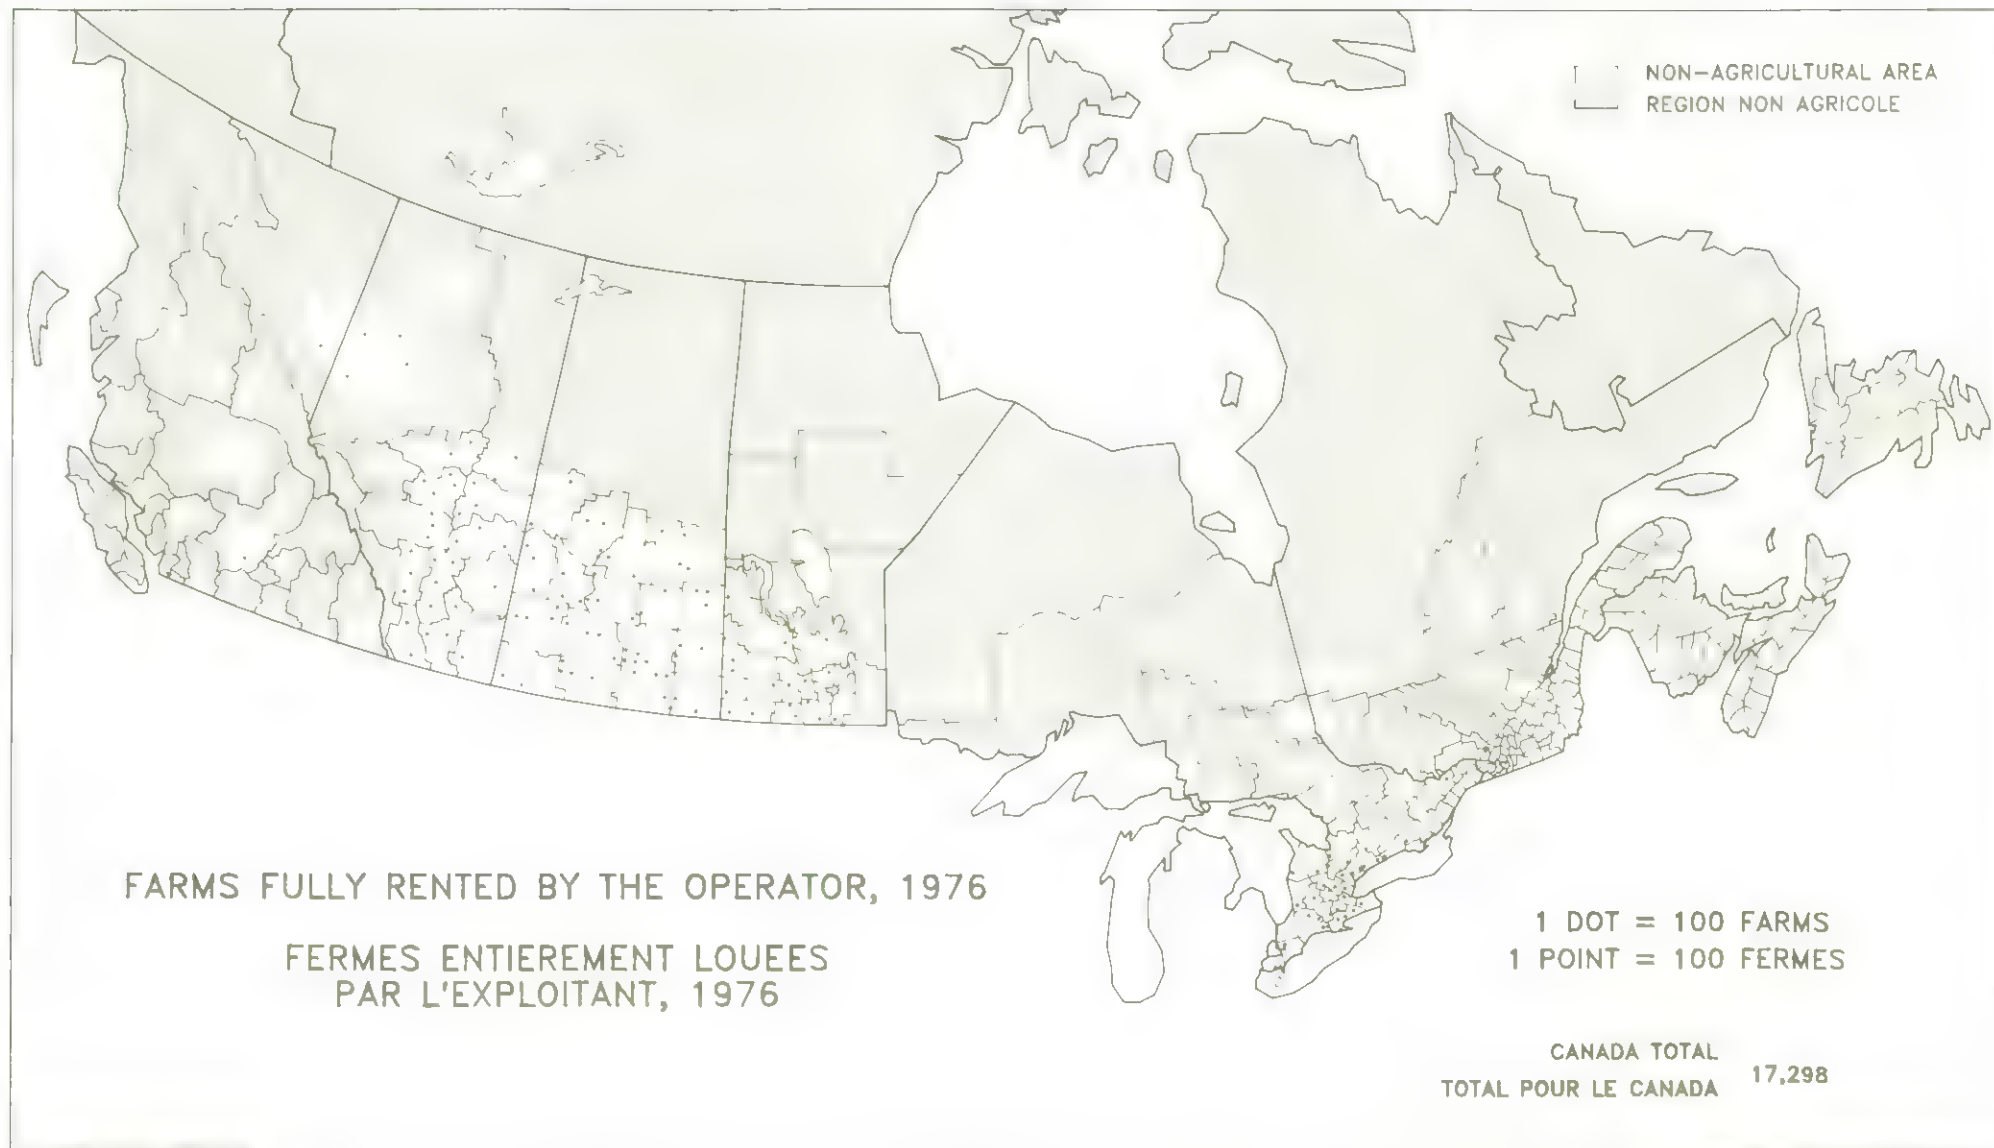 NON-AGRICULTURAL AREA
REGION NON AGRICOLE
FARMS FULLY RENTED BY THE OPERATOR, 1976
FERMES ENTIEREMENT LOUEES
PAR L'EXPLOITANT, 1976
1 DOT = 100 FARMS
1 POINT = 100 FERMES
CANADA TOTAL
TOTAL POUR LE CANADA
17,298